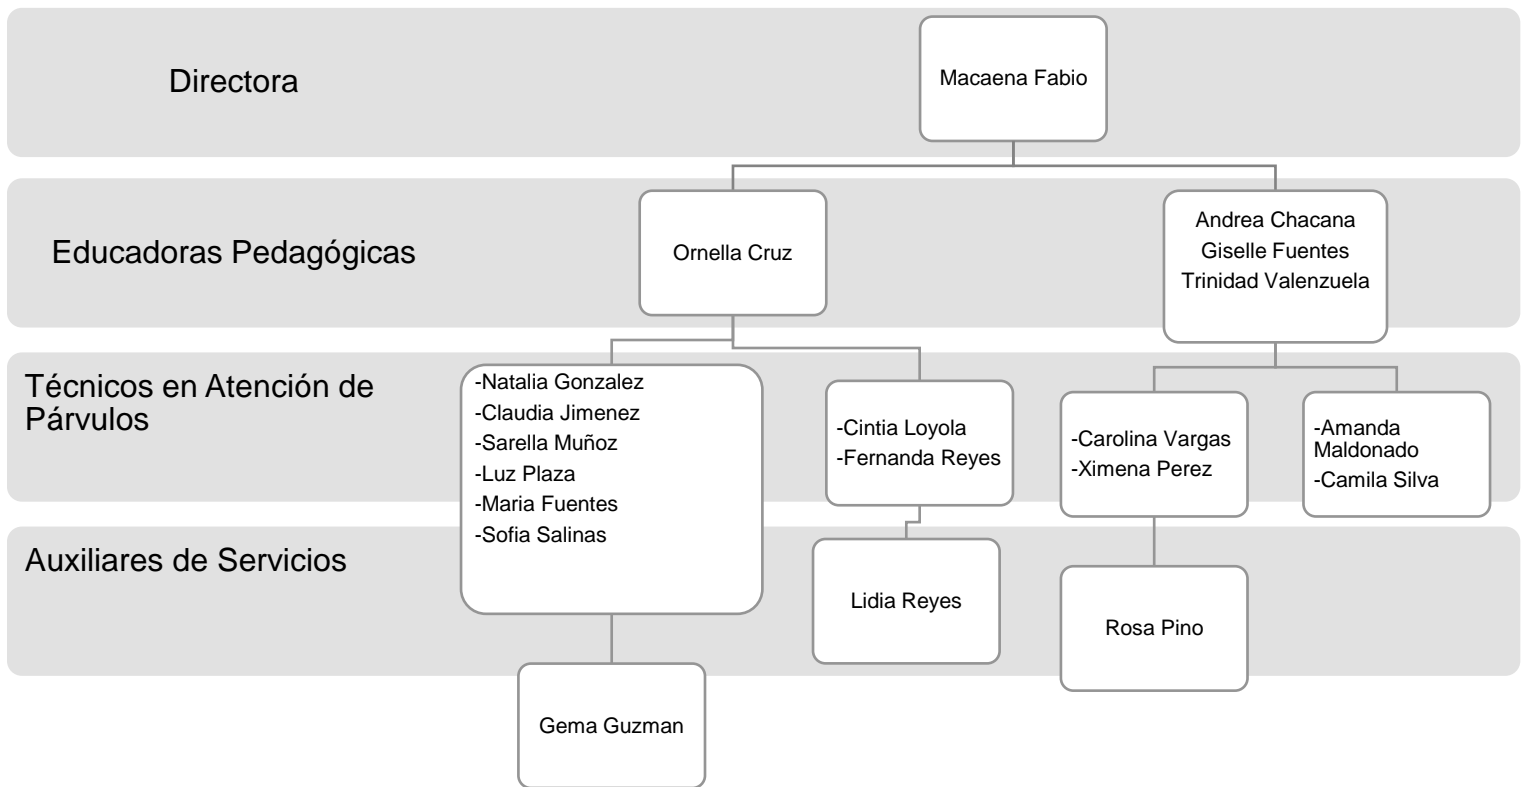 Directora
Macaena Fabio
Educadoras Pedagógicas
Ornella Cruz
Andrea Chacana
Giselle Fuentes
Trinidad Valenzuela
Técnicos en Atención de
Párvulos
-Natalia Gonzalez
-Claudia Jimenez
-Sarella Muñoz
-Luz Plaza
-Maria Fuentes
-Sofia Salinas
-Cintia Loyola
-Fernanda Reyes
-Carolina Vargas
-Ximena Perez
-Amanda
Maldonado
-Camila Silva
Auxiliares de Servicios
Lidia Reyes
Rosa Pino
Gema Guzman